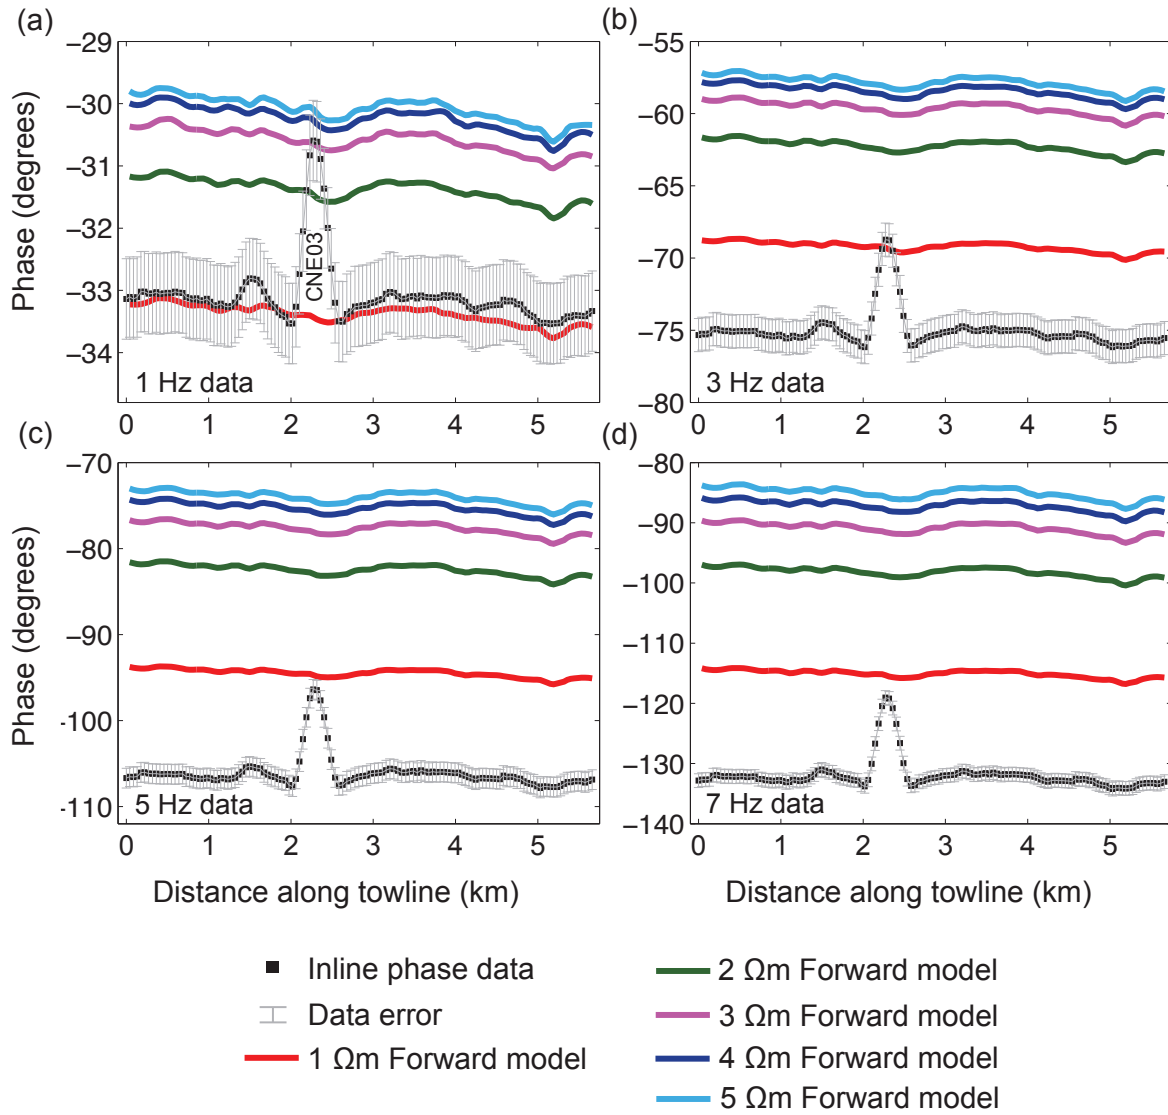 (a)
(b)
Phase (degrees)
−29
−30
−31
−32
−33
−34
CNE03
1 Hz data
0 1 2 3 4 5
−55
−60
−65
−70
−75
−80
3 Hz data
0 1 2 3 4 5
(c)
(d)
Phase (degrees)
−70
-80
−90
-100
-110
5 Hz data
0 1 2 3 4 5
Distance along towline (km)
−80
−90
−100
−110
−120
−130
−140
7 Hz data
0 1 2 3 4 5
Distance along towline (km)
Inline phase data
Data error
1 Ωm Forward model
2 Ωm Forward model
3 Ωm Forward model
4 Ωm Forward model
5 Ωm Forward model